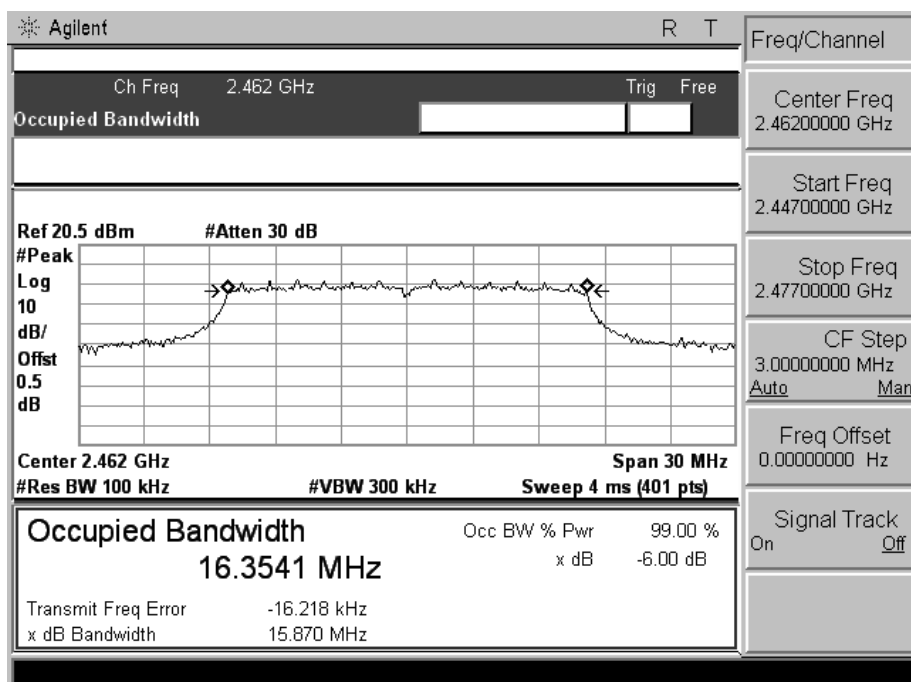 Agilent R T
Ch Freq 2.462 GHz Trig Free
Occupied Bandwidth
Ref 20.5 dBm #Atten 30 dB
#Peak
Log
10
dB/
Offst
0.5
dB
Center 2.462 GHz Span 30 MHz
#Res BW 100 kHz #VBW 300 kHz Sweep 4 ms (401 pts)
Occupied Bandwidth
16.3541 MHz
Occ BW % Pwr 99.00 %
x dB -6.00 dB
Transmit Freq Error -16.218 kHz
x dB Bandwidth 15.870 MHz
Freq/Channel
Center Freq
2.46200000 GHz
Start Freq
2.44700000 GHz
Stop Freq
2.47700000 GHz
CF Step
3.00000000 MHz
Auto Man
Freq Offset
0.00000000 Hz
Signal Track
On Off